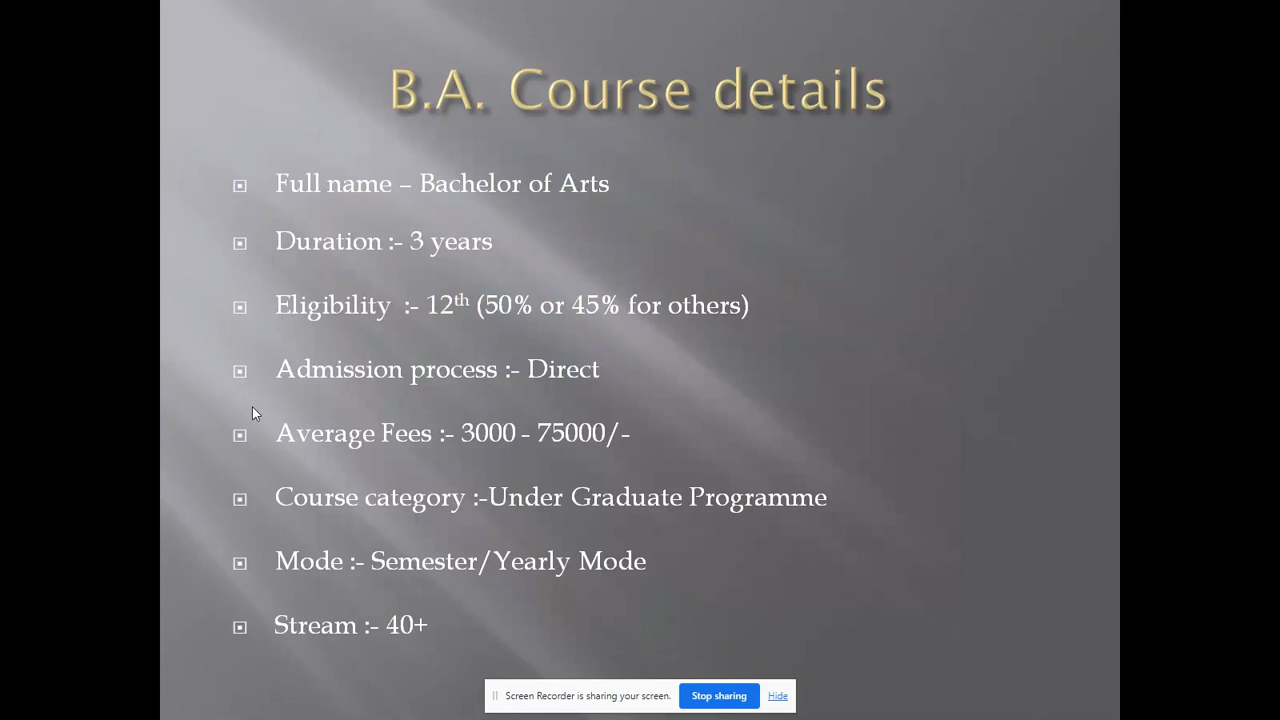 B.A. Course details
Full name – Bachelor of Arts
Duration :- 3 years
Eligibility :- 12th (50% or 45% for others)
Admission process :- Direct
Average Fees :- 3000 - 75000/-
Course category :-Under Graduate Programme
Mode :- Semester/Yearly Mode
Stream :- 40+
Screen Recorder is sharing your screen. Stop sharing Hide